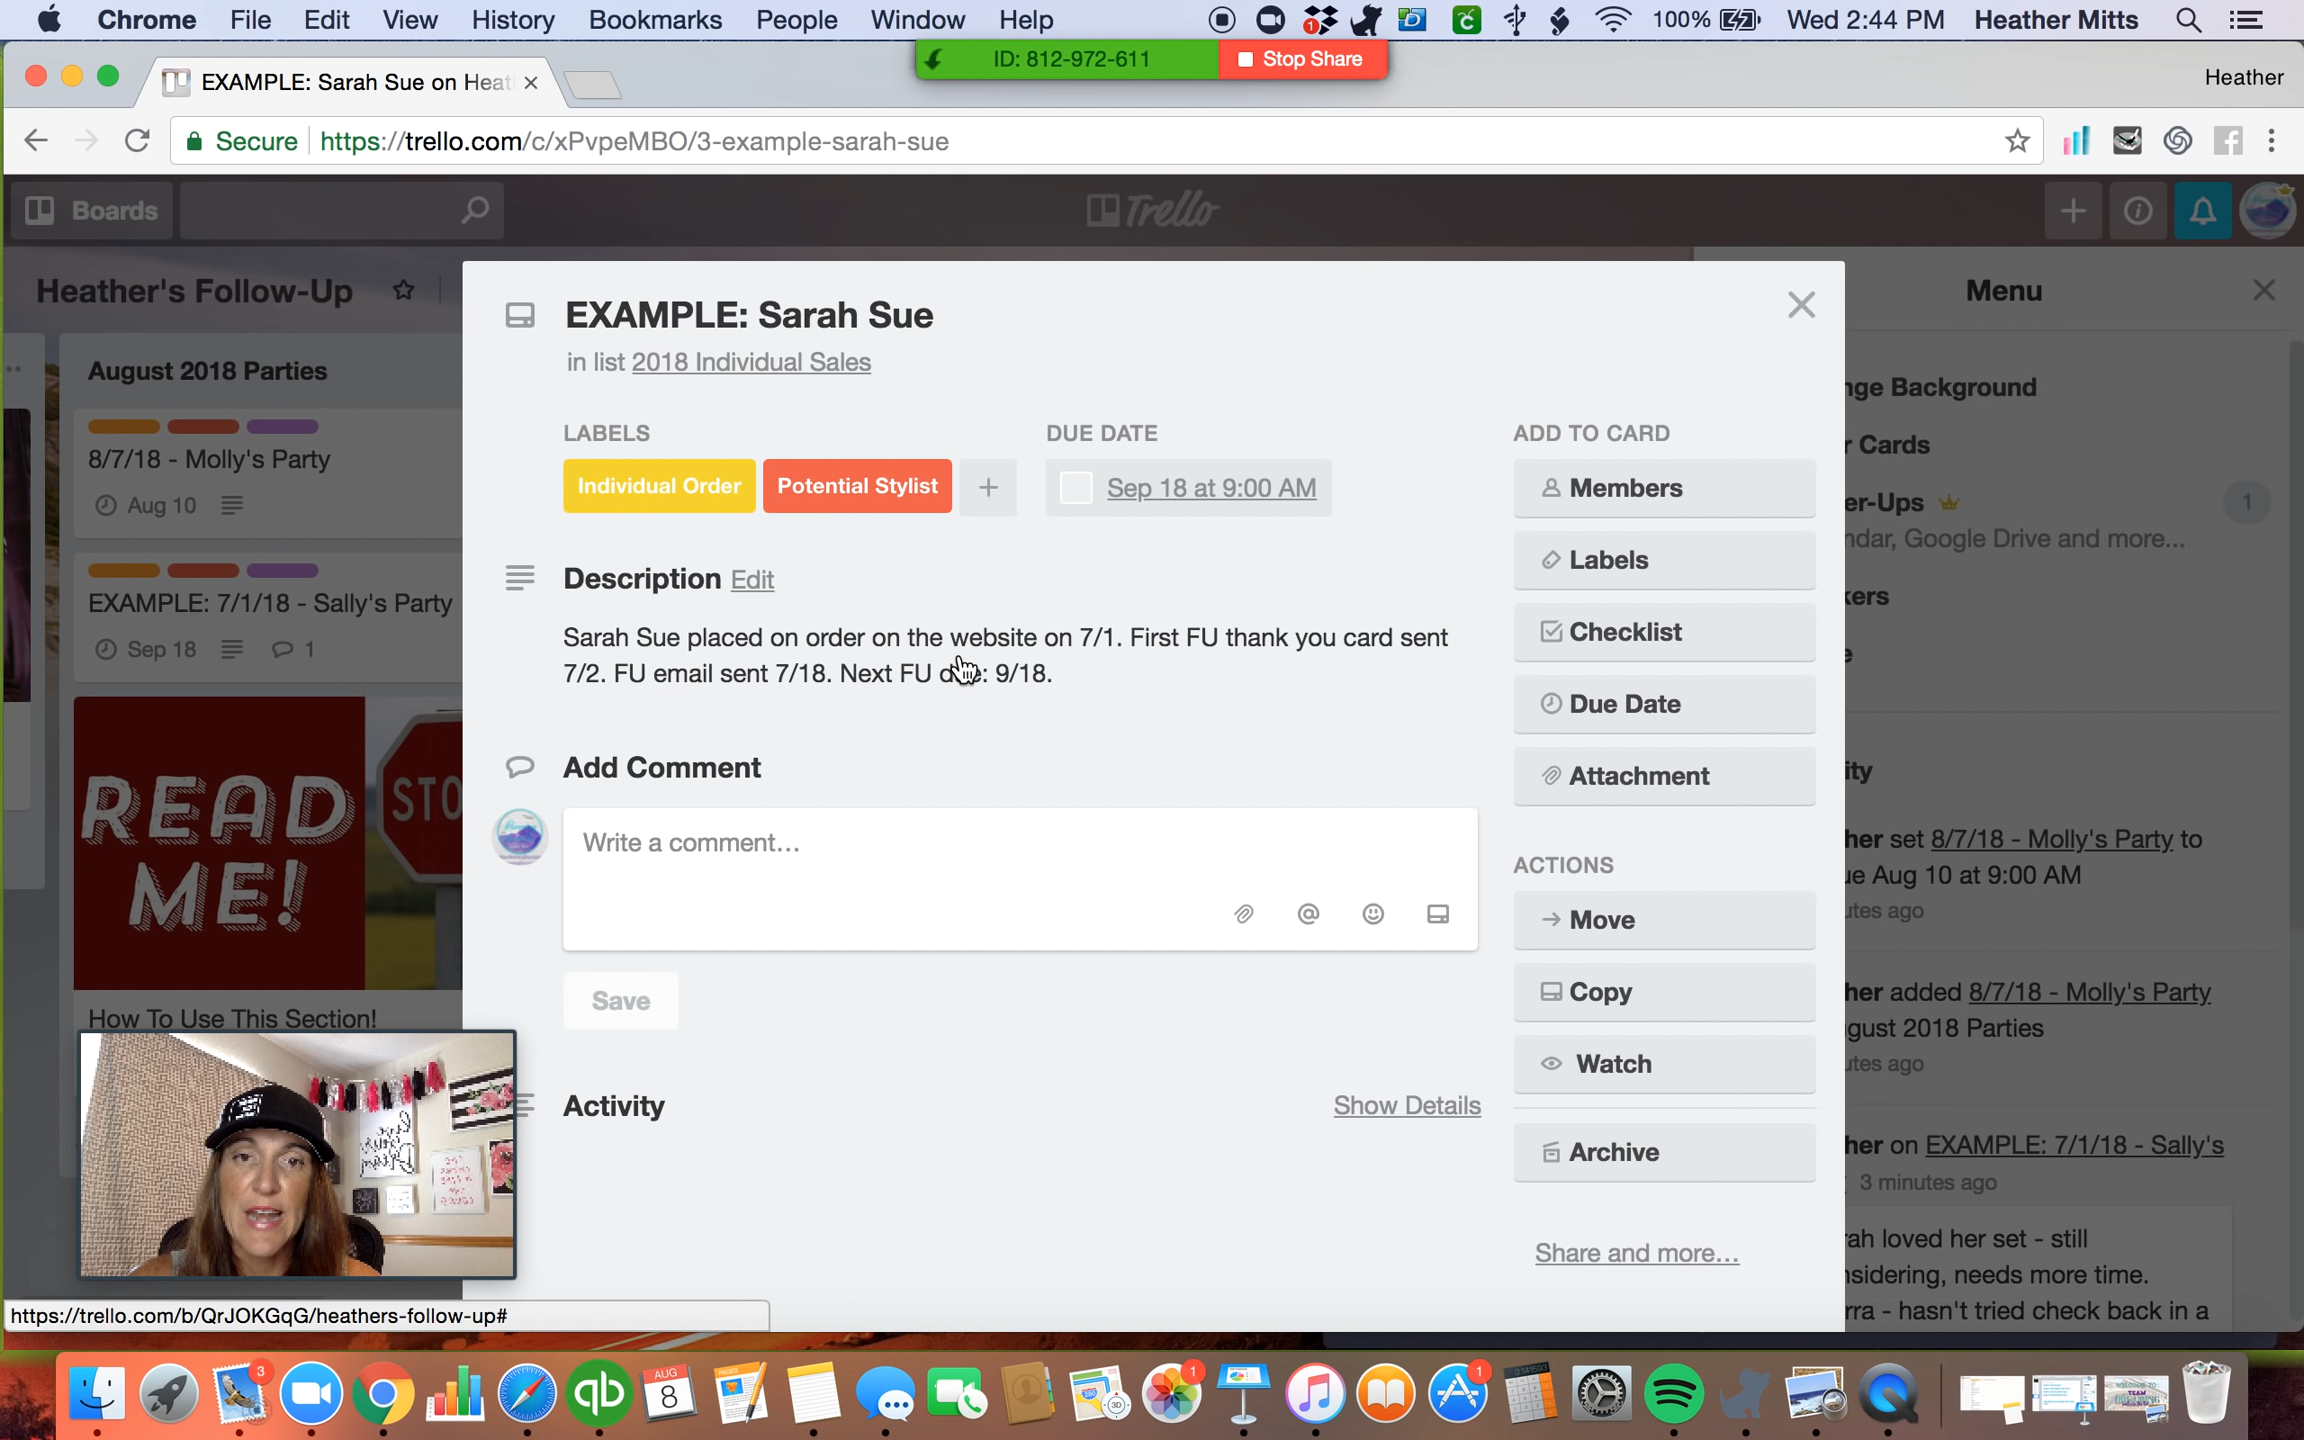 Chrome File Edit View History Bookmarks People Window Help 100% Wed 2:44 PM Heather Mitts
ID: 812-972-611 Stop Share
EXAMPLE: Sarah Sue on Heat
Heather
Secure https://trello.com/c/xPvpeMBO/3-example-sarah-sue
Boards
Trello
Heather's Follow-Up
Menu
August 2018 Parties
8/7/18 - Molly's Party
Aug 10
EXAMPLE: 7/1/18 - Sally's Party
Sep 18 1
READ
ME!
STO
How To Use This Section!
EXAMPLE: Sarah Sue
in list 2018 Individual Sales
LABELS
Individual Order Potential Stylist +
DUE DATE
Sep 18 at 9:00 AM
Description Edit
Sarah Sue placed on order on the website on 7/1. First FU thank you card sent
7/2. FU email sent 7/18. Next FU d e: 9/18.
Add Comment
Write a comment...
@
Save
Activity Show Details
ADD TO CARD
Members
Labels
Checklist
Due Date
Attachment
ACTIONS
Move
Copy
Watch
Archive
Share and more...
nge Background
r Cards
er-Ups 1
ndar, Google Drive and more...
kers
e
ity
her set 8/7/18 - Molly's Party to
ue Aug 10 at 9:00 AM
utes ago
her added 8/7/18 - Molly's Party
gust 2018 Parties
utes ago
her on EXAMPLE: 7/1/18 - Sally's
3 minutes ago
ah loved her set - still
nsidering, needs more time.
rra - hasn't tried check back in a
https://trello.com/b/QrJOKGqG/heathers-follow-up#
3
AUG
8
1
1